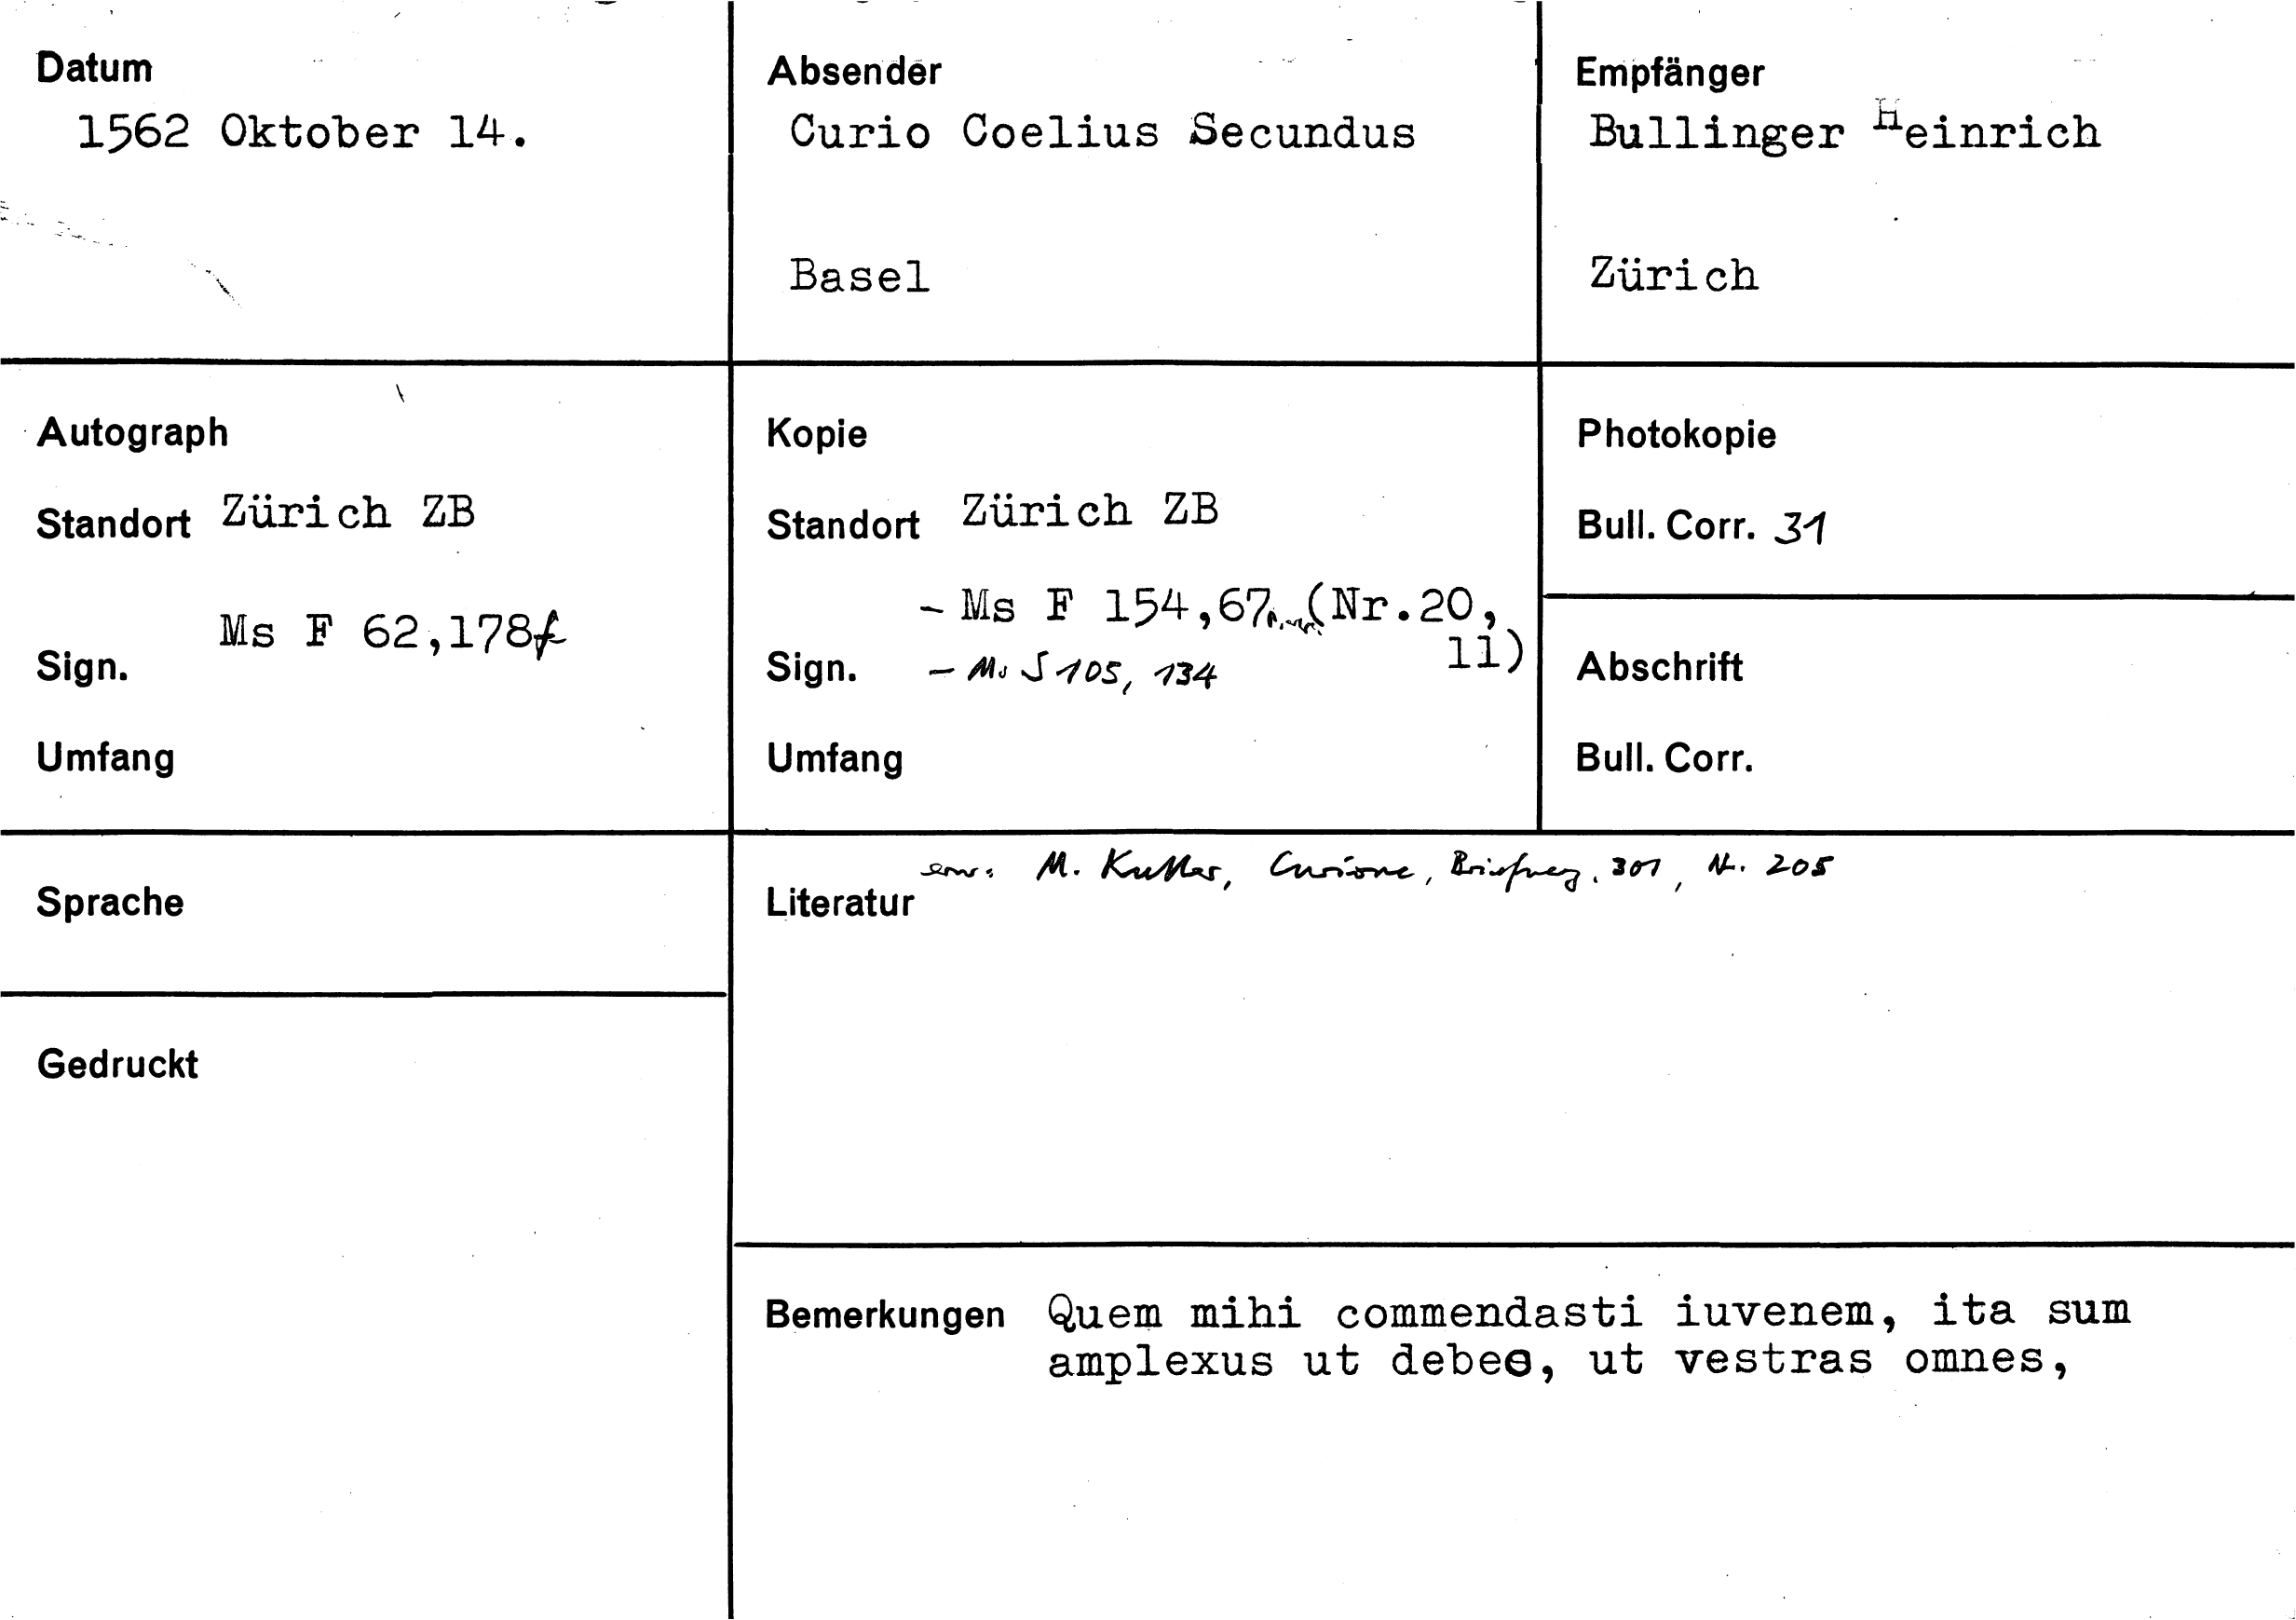 Datum
1562 Oktober 14.
Absender
Curio Coelius Secundus
Basel
Empfänger
Bullinger Heinrich
Zürich
Autograph
Standort Zürich ZB
Sign. Ms F 62,178f
Umfang
Kopie
Standort Zürich ZB
- Ms F 154,67 (Nr.20,
11)
Sign. - Ms S 105, 134
Umfang
Photokopie
Bull. Corr. 31
Abschrift
Bull. Corr.
Sprache
Gedruckt
Literatur M. Kutter, Curione, 301, Nr. 205
Bemerkungen Quem mihi commendasti iuvenem, ita sum
amplexus ut debeo, ut vestras omnes,